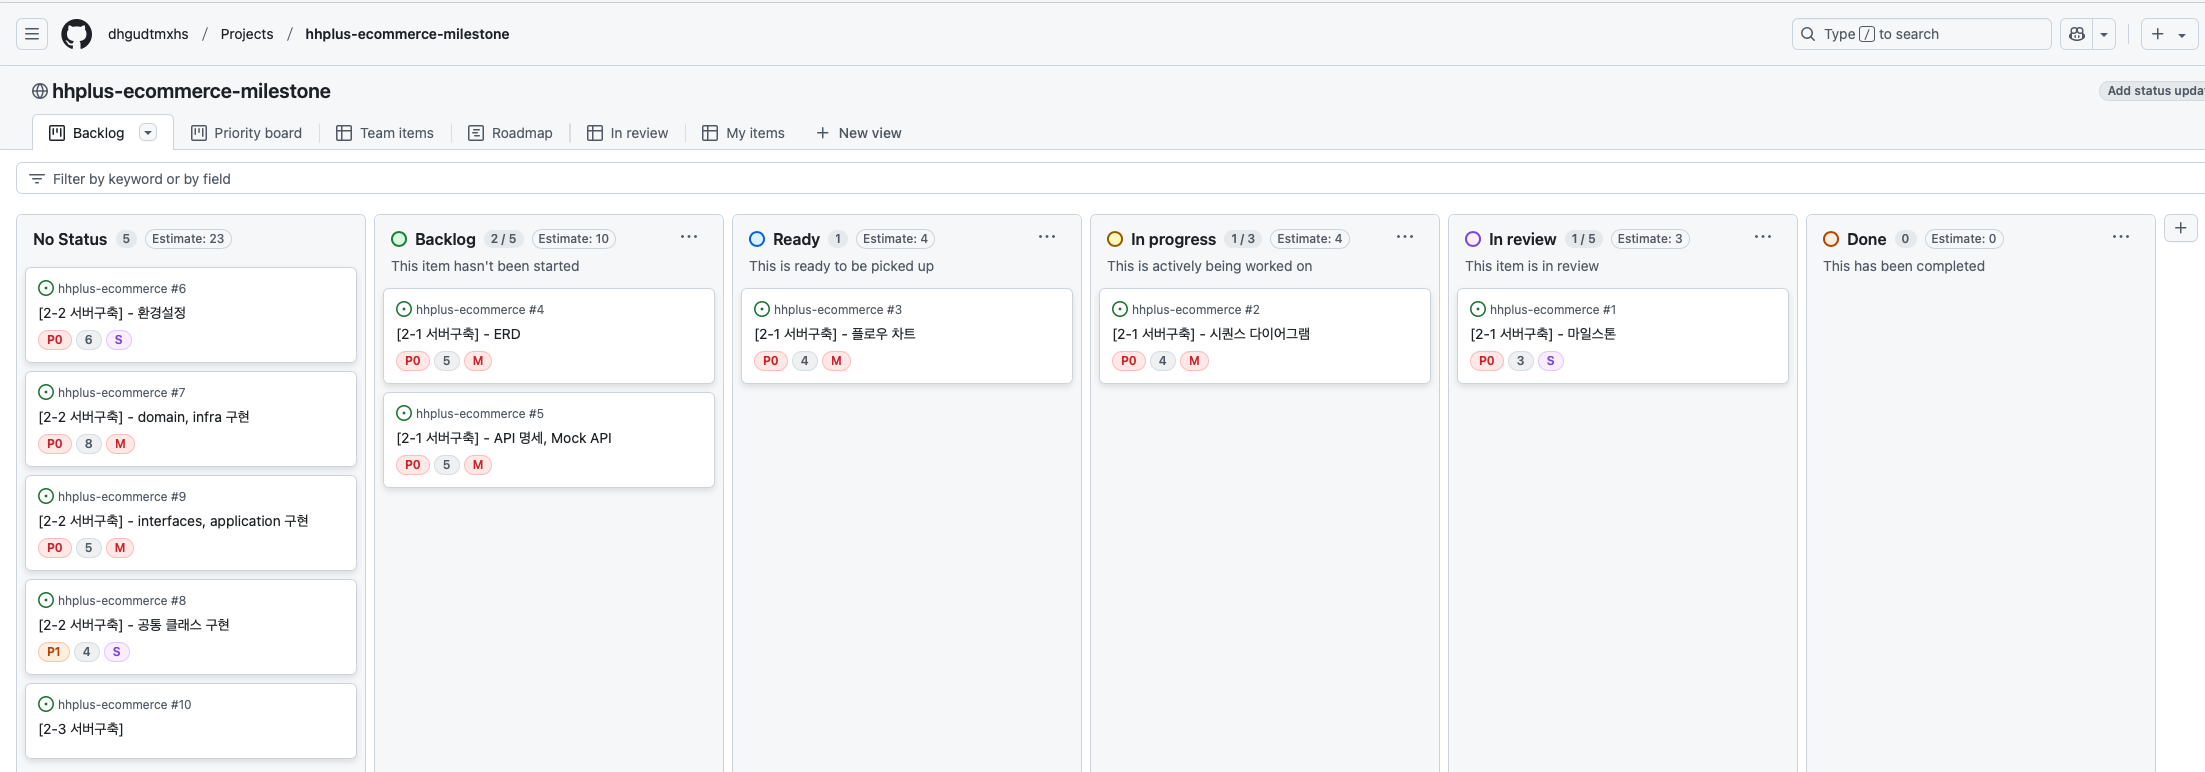 dhgudtmxhs / Projects / hhplus-ecommerce-milestone
Type / to search
hhplus-ecommerce-milestone
Add status upda
Backlog
Priority board
Team items
Roadmap
In review
My items
New view
Filter by keyword or by field
No Status 5 Estimate: 23
hhplus-ecommerce #6
[2-2 서버구축] - 환경설정
P0 6 S
hhplus-ecommerce #7
[2-2 서버구축] - domain, infra 구현
P0 8 M
hhplus-ecommerce #9
[2-2 서버구축] - interfaces, application 구현
P0 5 M
hhplus-ecommerce #8
[2-2 서버구축] - 공통 클래스 구현
P1 4 S
hhplus-ecommerce #10
[2-3 서버구축]
Backlog 2 / 5 Estimate: 10
This item hasn't been started
hhplus-ecommerce #4
[2-1 서버구축] - ERD
P0 5 M
hhplus-ecommerce #5
[2-1 서버구축] - API 명세, Mock API
P0 5 M
Ready 1 Estimate: 4
This is ready to be picked up
hhplus-ecommerce #3
[2-1 서버구축] - 플로우 차트
P0 4 M
In progress 1 / 3 Estimate: 4
This is actively being worked on
hhplus-ecommerce #2
[2-1 서버구축] - 시퀀스 다이어그램
P0 4 M
In review 1 / 5 Estimate: 3
This item is in review
hhplus-ecommerce #1
[2-1 서버구축] - 마일스톤
P0 3 S
Done 0 Estimate: 0
This has been completed